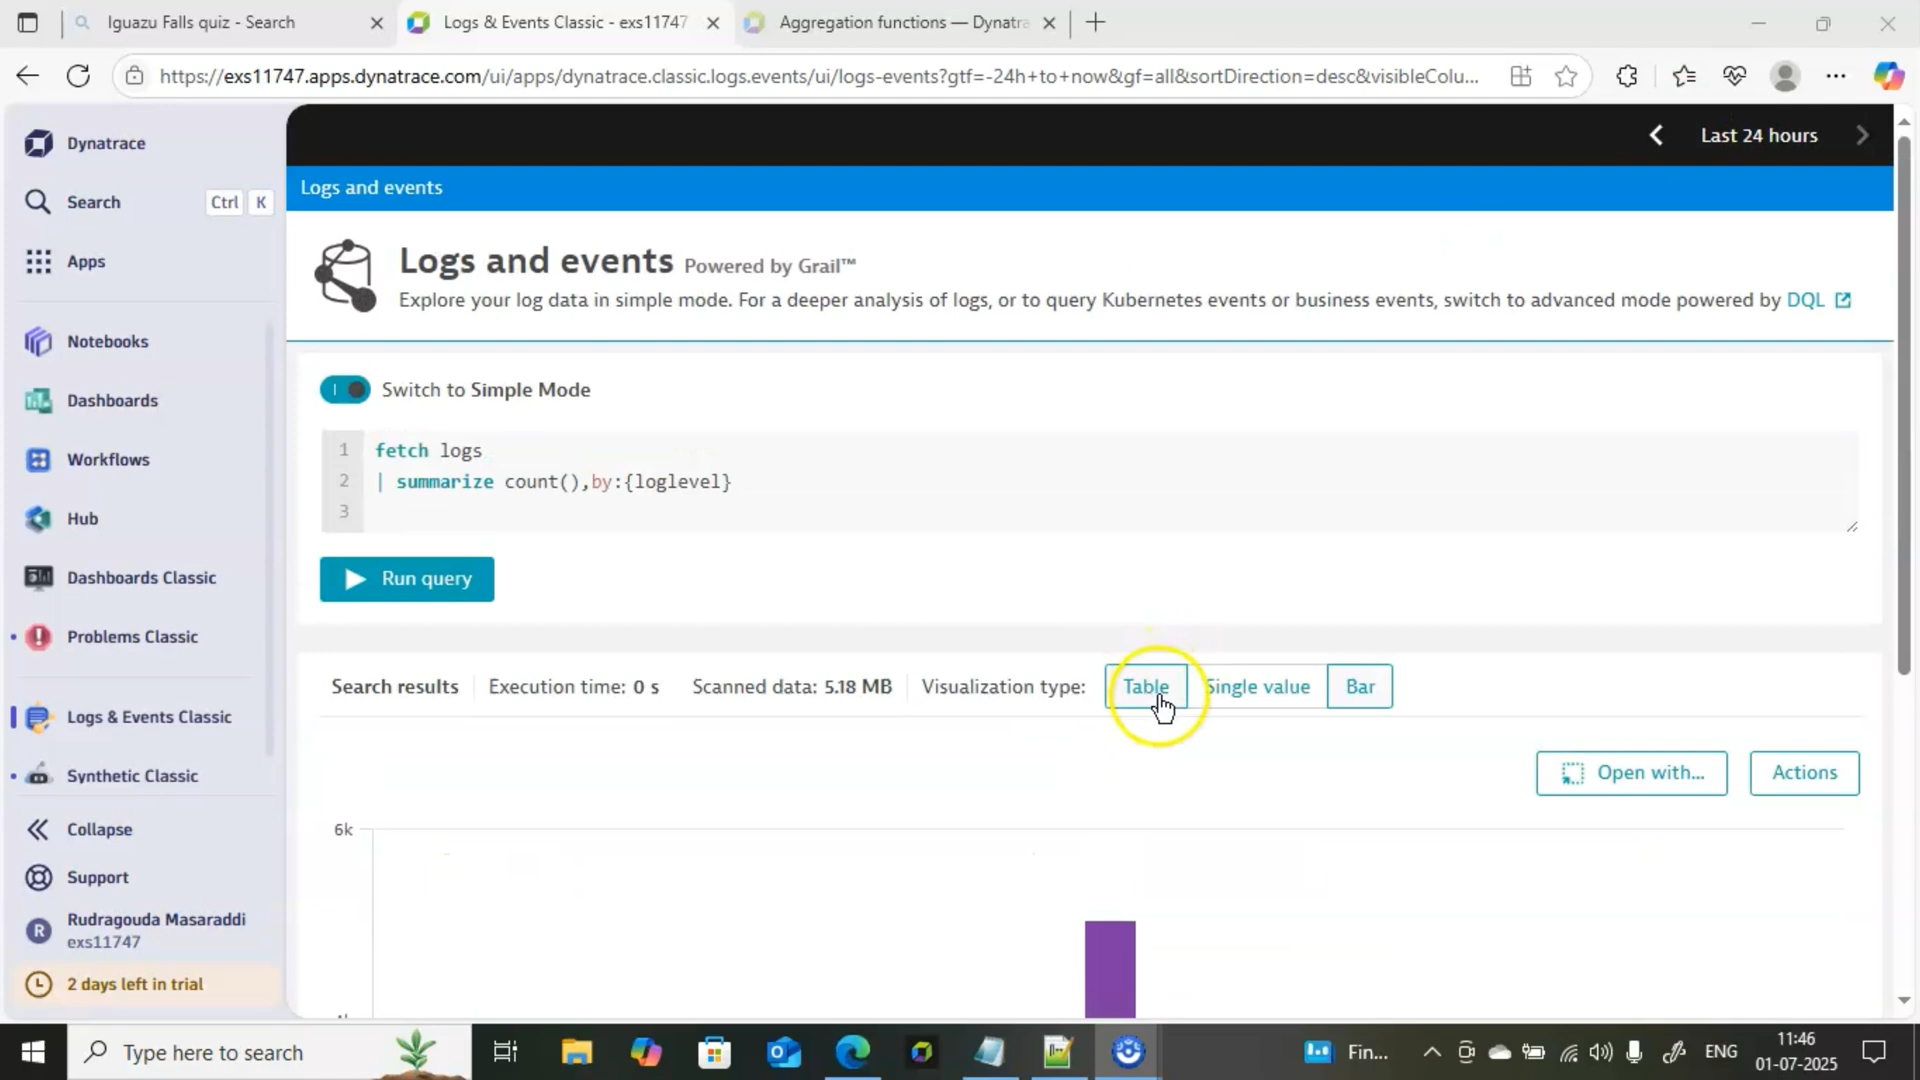 Iguazu Falls quiz - Search
Logs & Events Classic - exs11747
Aggregation functions — Dynatra
https://exs11747.apps.dynatrace.com/ui/apps/dynatrace.classic.logs.events/ui/logs-events?gtf=-24h+to+now&gf=all&sortDirection=desc&visibleColu...
Dynatrace
Search Ctrl K
Apps
Notebooks
Dashboards
Workflows
Hub
Dashboards Classic
Problems Classic
Logs & Events Classic
Synthetic Classic
Collapse
Support
R Rudragouda Masaraddi
exs11747
2 days left in trial
Last 24 hours
Logs and events
Logs and events Powered by Grail™
Explore your log data in simple mode. For a deeper analysis of logs, or to query Kubernetes events or business events, switch to advanced mode powered by DQL
Switch to Simple Mode
1 fetch logs
2 | summarize count(),by:{loglevel}
3
Run query
Search results Execution time: 0 s Scanned data: 5.18 MB Visualization type: Table Single value Bar
Open with... Actions
6k
Type here to search
Fin...
ENG
11:46
01-07-2025